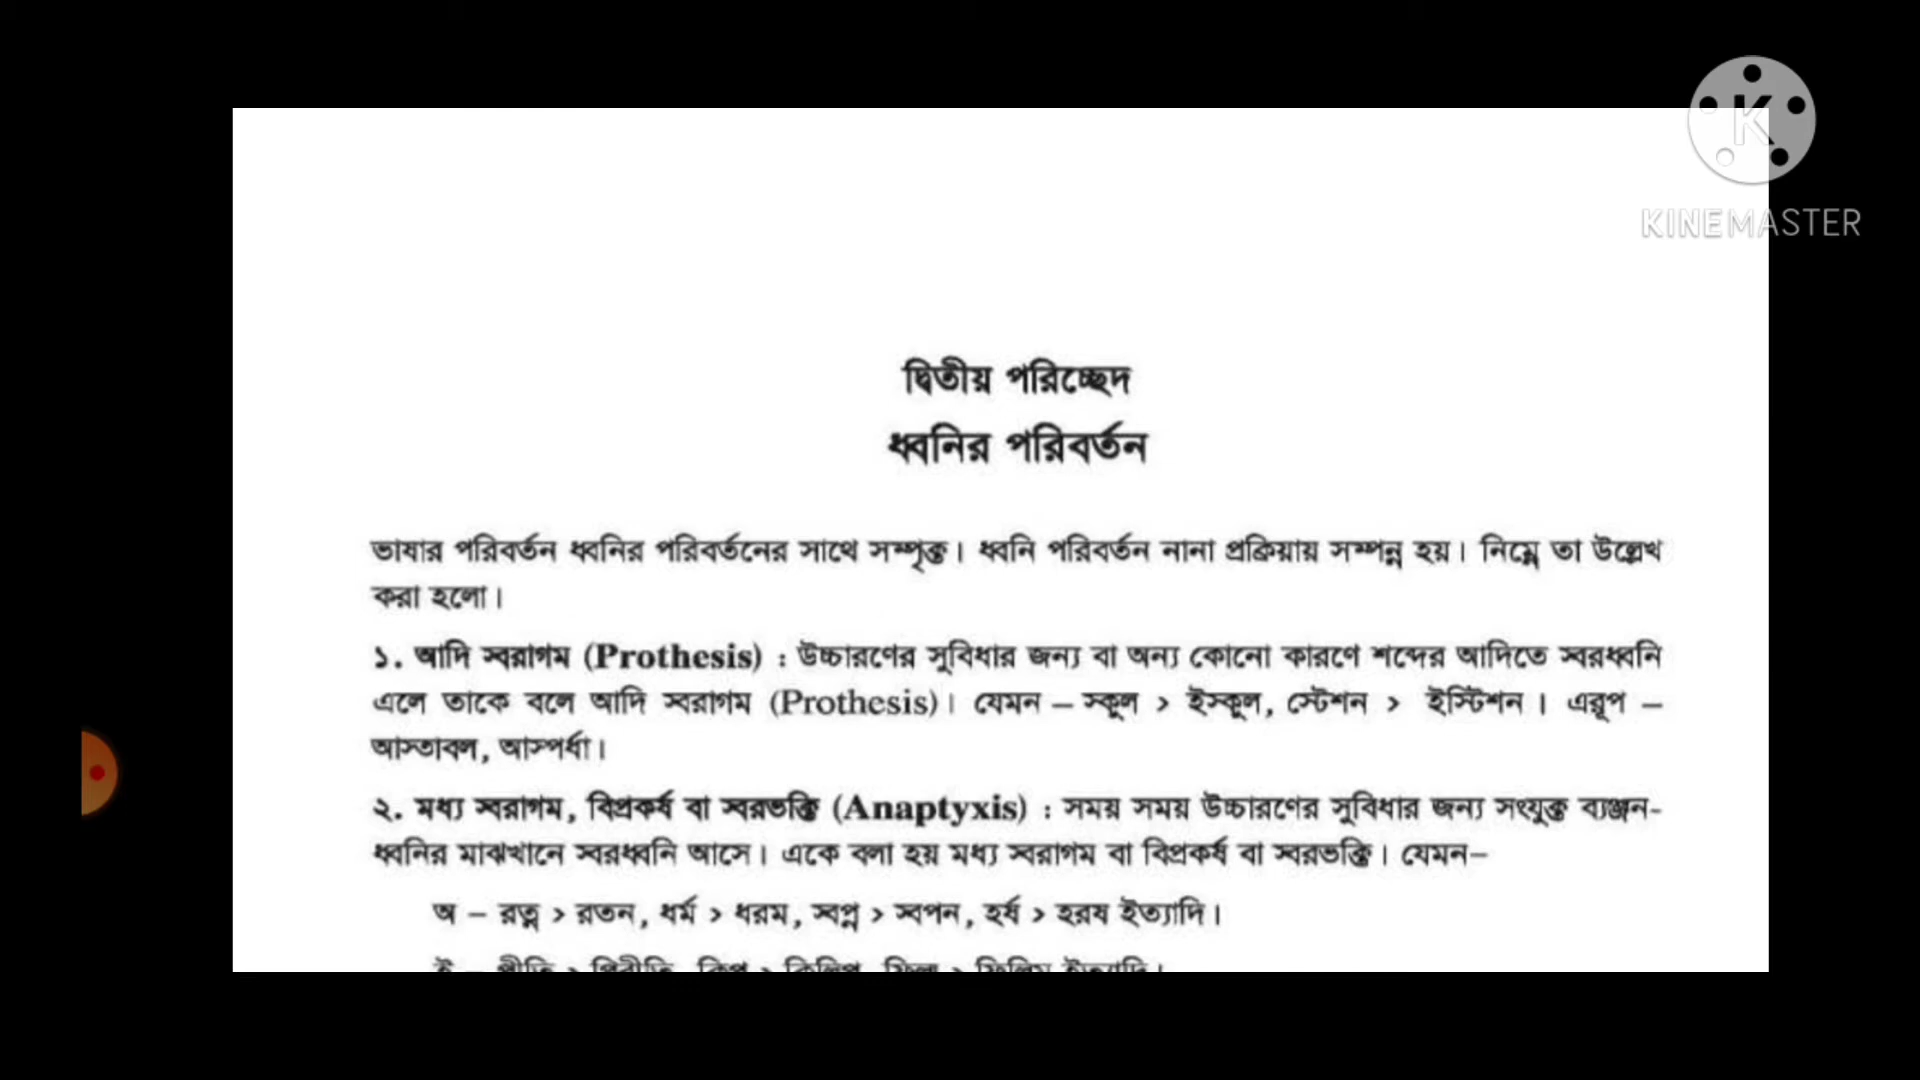 K
KINEMASTER
দ্বিতীয় পরিচ্ছেদ
ধ্বনির পরিবর্তন
ভাষার পরিবর্তন ধ্বনির পরিবর্তনের সাথে সম্পৃক্ত। ধ্বনি পরিবর্তন নানা প্রক্রিয়ায় সম্পন্ন হয়। নিম্নে তা উল্লেখ
করা হলো।
১. আদি স্বরাগম (Prothesis) : উচ্চারণের সুবিধার জন্য বা অন্য কোনো কারণে শব্দের আদিতে স্বরধ্বনি
এলে তাকে বলে আদি স্বরাগম (Prothesis)। যেমন – স্কুল > ইস্কুল, স্টেশন > ইস্টিশন। এরূপ –
আস্তাবল, আস্পর্ধা।
২. মধ্য স্বরাগম, বিপ্রকর্ষ বা স্বরভক্তি (Anaptyxis) : সময় সময় উচ্চারণের সুবিধার জন্য সংযুক্ত ব্যঞ্জন-
ধ্বনির মাঝখানে স্বরধ্বনি আসে। একে বলা হয় মধ্য স্বরাগম বা বিপ্রকর্ষ বা স্বরভক্তি। যেমন–
অ – রত্ন > রতন, ধর্ম > ধরম, স্বপ্ন > স্বপন, হর্ষ > হরষ ইত্যাদি।
ই – প্রীতি > পিরীতি, ক্লিপ > কিলিপ, ফিল্ম > ফিলিম ইত্যাদি।